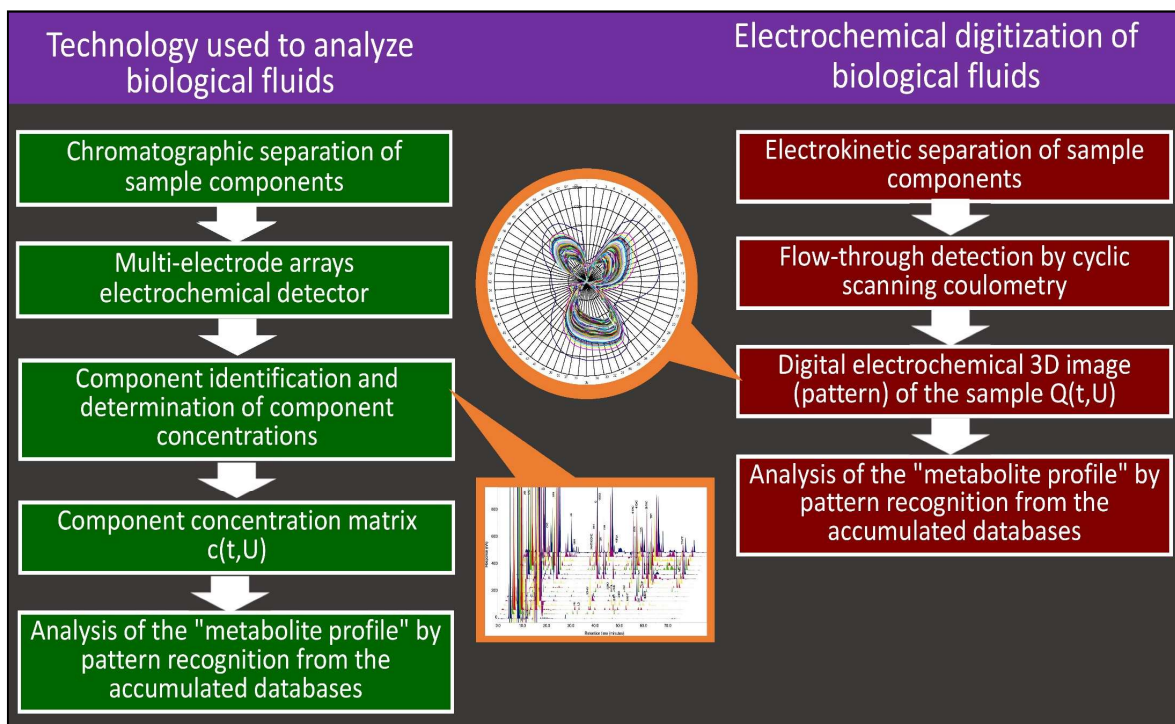 Technology used to analyze
biological fluids
Chromatographic separation of
sample components
Multi-electrode arrays
electrochemical detector
Component identification and
determination of component
concentrations
Component concentration matrix
c(t,U)
Analysis of the "metabolite profile" by
pattern recognition from the
accumulated databases
Retention time (minutes)
Electrochemical digitization of
biological fluids
Electrokinetic separation of sample
components
Flow-through detection by cyclic
scanning coulometry
Digital electrochemical 3D image
(pattern) of the sample Q(t,U)
Analysis of the "metabolite profile" by
pattern recognition from the
accumulated databases